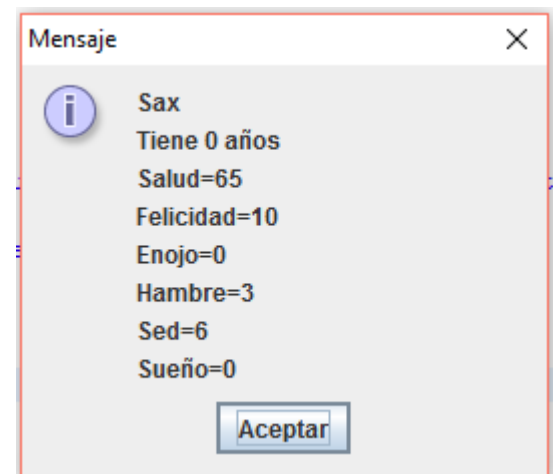 Mensaje
Sax
Tiene 0 años
Salud=65
Felicidad=10
Enojo=0
Hambre=3
Sed=6
Sueño=0
Aceptar